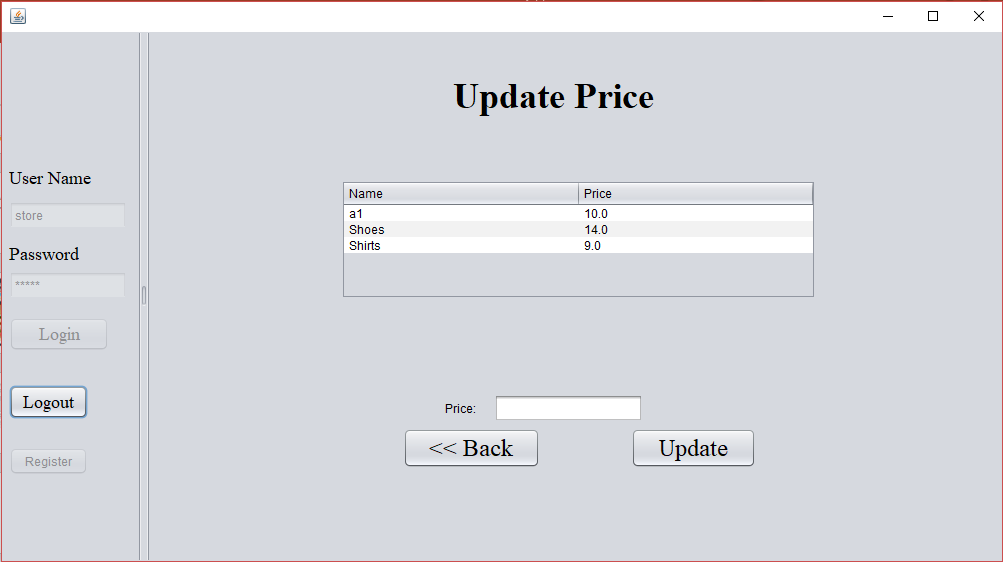 Update Price
User Name
store
Password
*****
Login
Logout
Register
Name Price
a1 10.0
Shoes 14.0
Shirts 9.0
Price:
<< Back Update